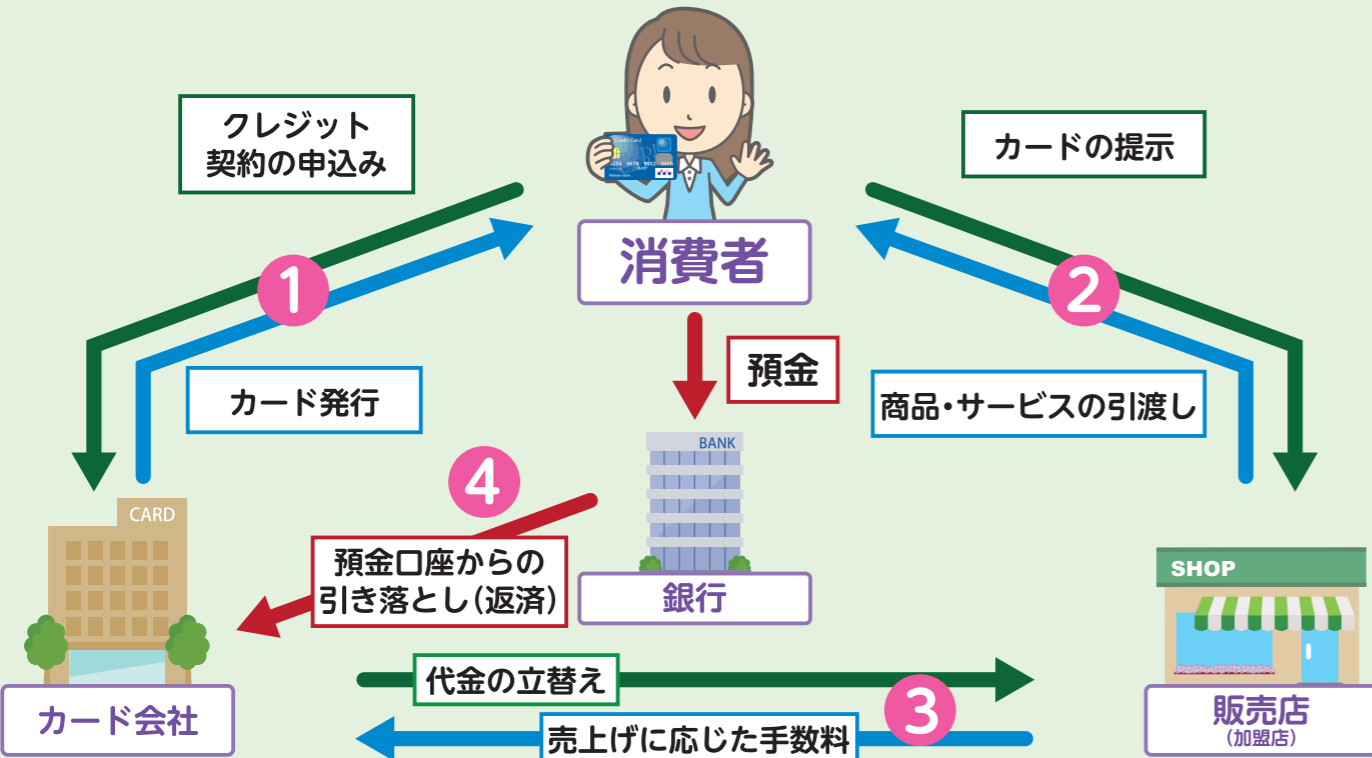 クレジット
契約の申込み
カードの提示
消費者
1
2
預金
カード発行
商品・サービスの引渡し
BANK
4
CARD
預金口座からの
引き落とし(返済)
銀行
SHOP
代金の立替え
3
カード会社
販売店
(加盟店)
売上げに応じた手数料